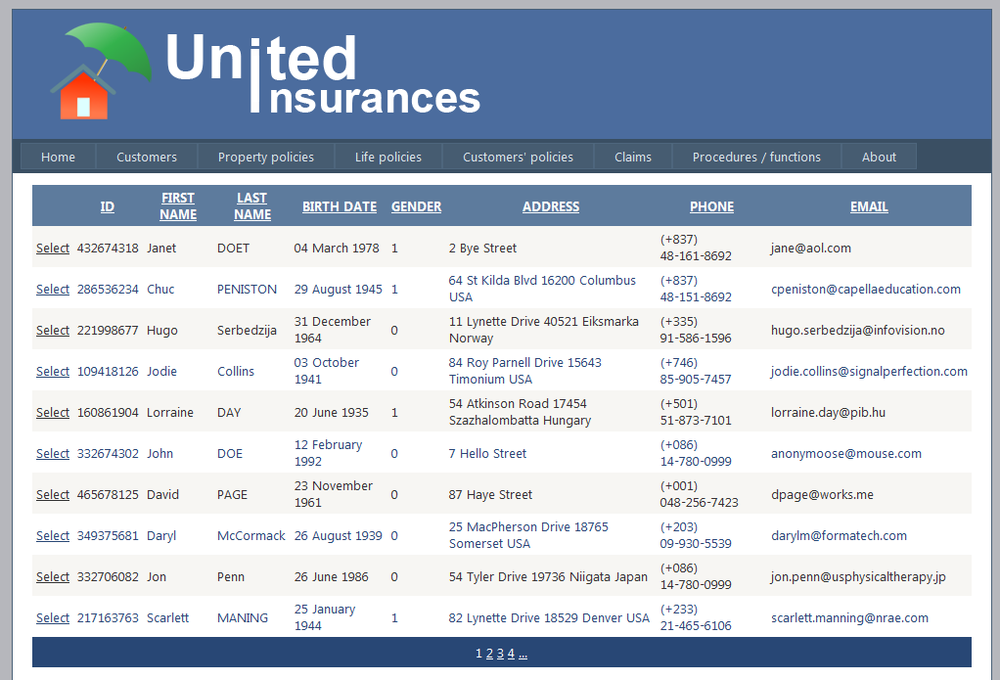 United
Insurances
Home Customers Property policies Life policies Customers' policies Claims Procedures / functions About
ID FIRST NAME LAST NAME BIRTH DATE GENDER ADDRESS PHONE EMAIL
Select 432674318 Janet DOET 04 March 1978 1 2 Bye Street (+837) 48-161-8692 jane@aol.com
Select 286536234 Chuc PENISTON 29 August 1945 1 64 St Kilda Blvd 16200 Columbus USA (+837) 48-151-8692 cpeniston@capellaeducation.com
Select 221998677 Hugo Serbedzija 31 December 1964 0 11 Lynette Drive 40521 Eiksmarka Norway (+335) 91-586-1596 hugo.serbedzija@infovision.no
Select 109418126 Jodie Collins 03 October 1941 0 84 Roy Parnell Drive 15643 Timonium USA (+746) 85-905-7457 jodie.collins@signalperfection.com
Select 160861904 Lorraine DAY 20 June 1935 1 54 Atkinson Road 17454 Szazhalombatta Hungary (+501) 51-873-7101 lorraine.day@pib.hu
Select 332674302 John DOE 12 February 1992 0 7 Hello Street (+086) 14-780-0999 anonymoose@mouse.com
Select 465678125 David PAGE 23 November 1961 0 87 Haye Street (+001) 048-256-7423 dpage@works.me
Select 349375681 Daryl McCormack 26 August 1939 0 25 MacPherson Drive 18765 Somerset USA (+203) 09-930-5539 darylm@formatech.com
Select 332706082 Jon Penn 26 June 1986 0 54 Tyler Drive 19736 Niigata Japan (+086) 14-780-0999 jon.penn@usphysicaltherapy.jp
Select 217163763 Scarlett MANING 25 January 1944 1 82 Lynette Drive 18529 Denver USA (+233) 21-465-6106 scarlett.manning@nrae.com
1 2 3 4 ...